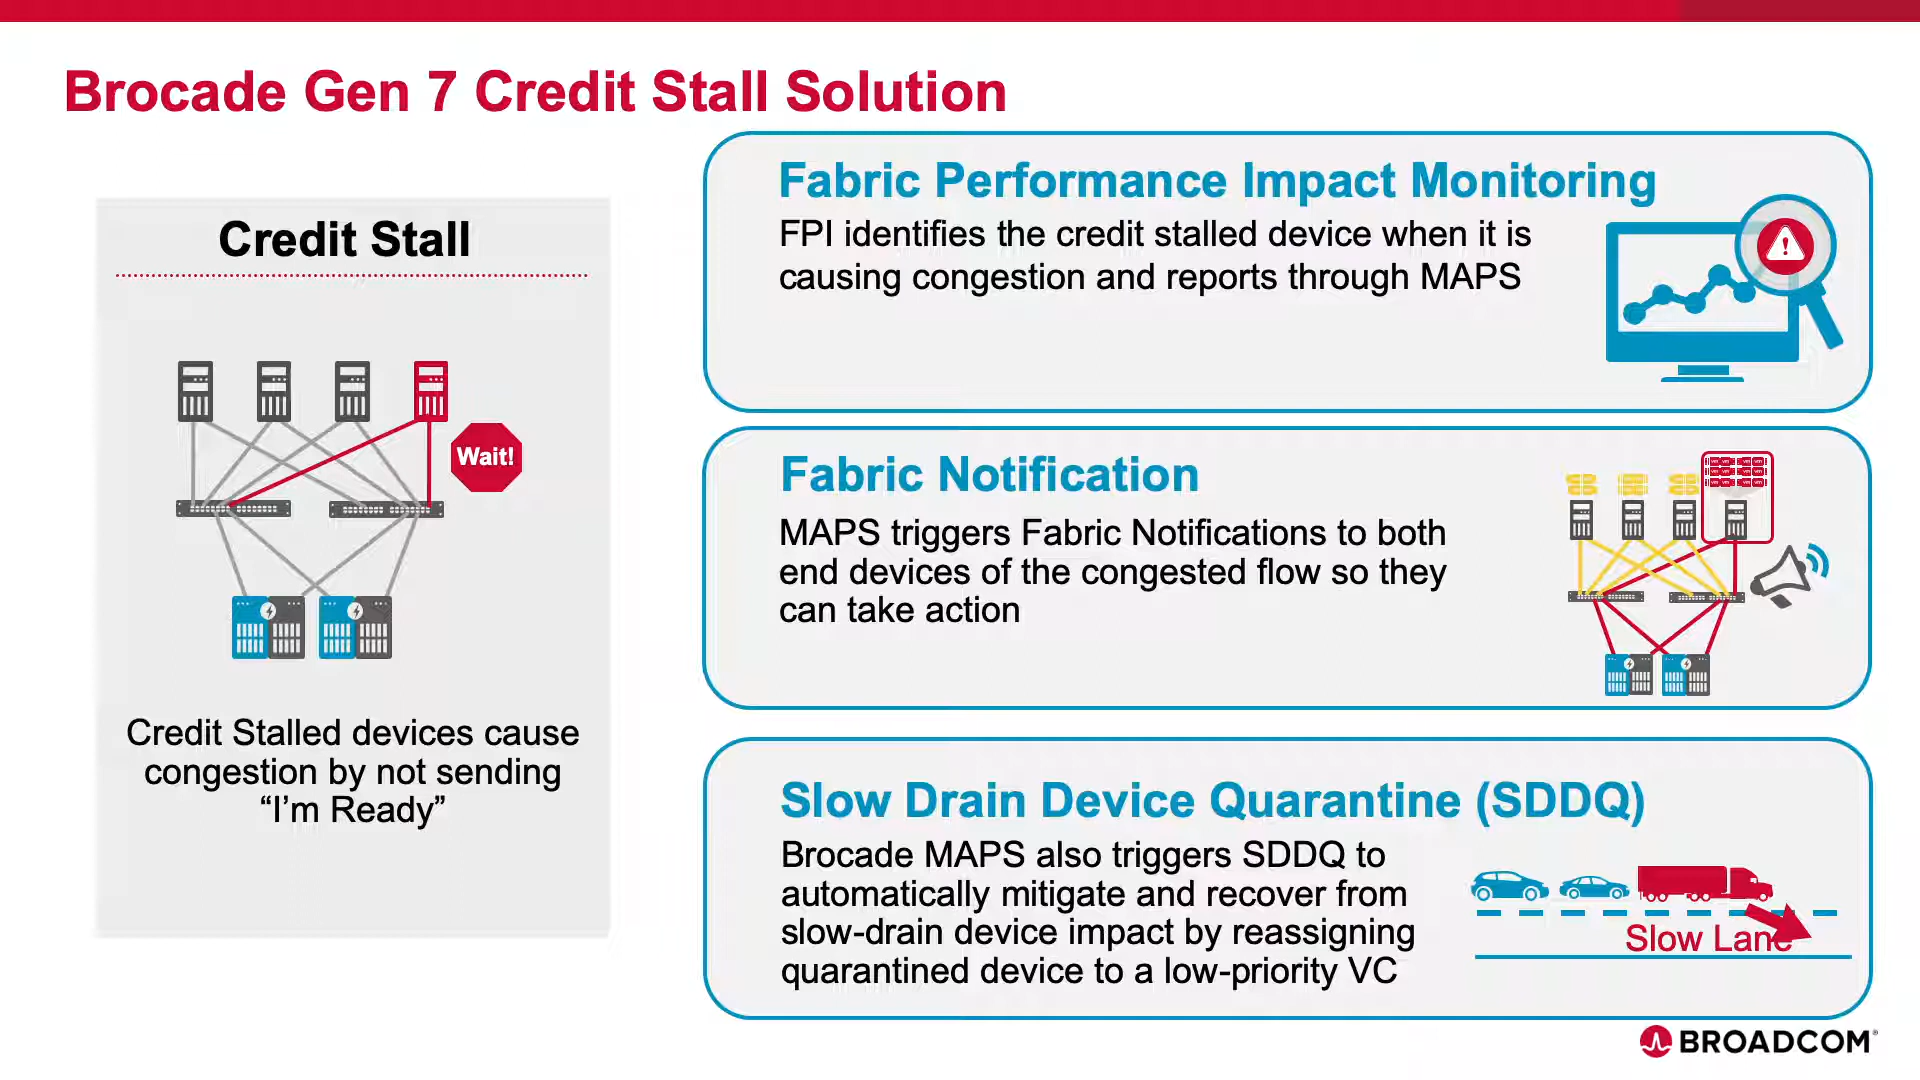 Brocade Gen 7 Credit Stall Solution
Credit Stall
Wait!
Credit Stalled devices cause
congestion by not sending
“I’m Ready”
Fabric Performance Impact Monitoring
FPI identifies the credit stalled device when it is
causing congestion and reports through MAPS
Fabric Notification
MAPS triggers Fabric Notifications to both
end devices of the congested flow so they
can take action
Slow Drain Device Quarantine (SDDQ)
Brocade MAPS also triggers SDDQ to
automatically mitigate and recover from
slow-drain device impact by reassigning
quarantined device to a low-priority VC
Slow Lane
BROADCOM®